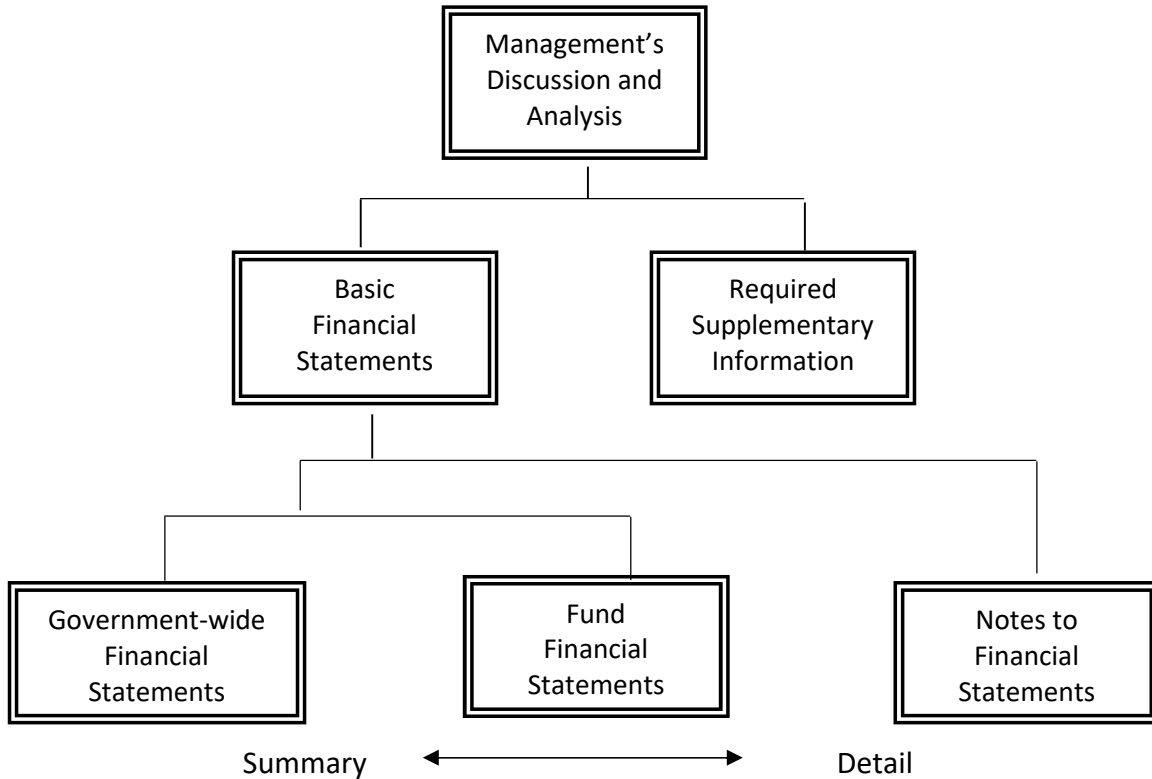 Management’s
Discussion and
Analysis
Basic
Financial
Statements
Required
Supplementary
Information
Government-wide
Financial
Statements
Fund
Financial
Statements
Notes to
Financial
Statements
Summary
Detail